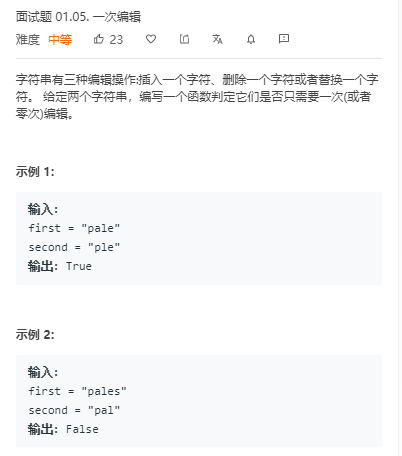 面试题 01.05. 一次编辑
难度 中等 23
字符串有三种编辑操作:插入一个字符、删除一个字符或者替换一个字
符。 给定两个字符串，编写一个函数判定它们是否只需要一次(或者
零次)编辑。
示例 1:
输入:
first = "pale"
second = "ple"
输出: True
示例 2:
输入:
first = "pales"
second = "pal"
输出: False